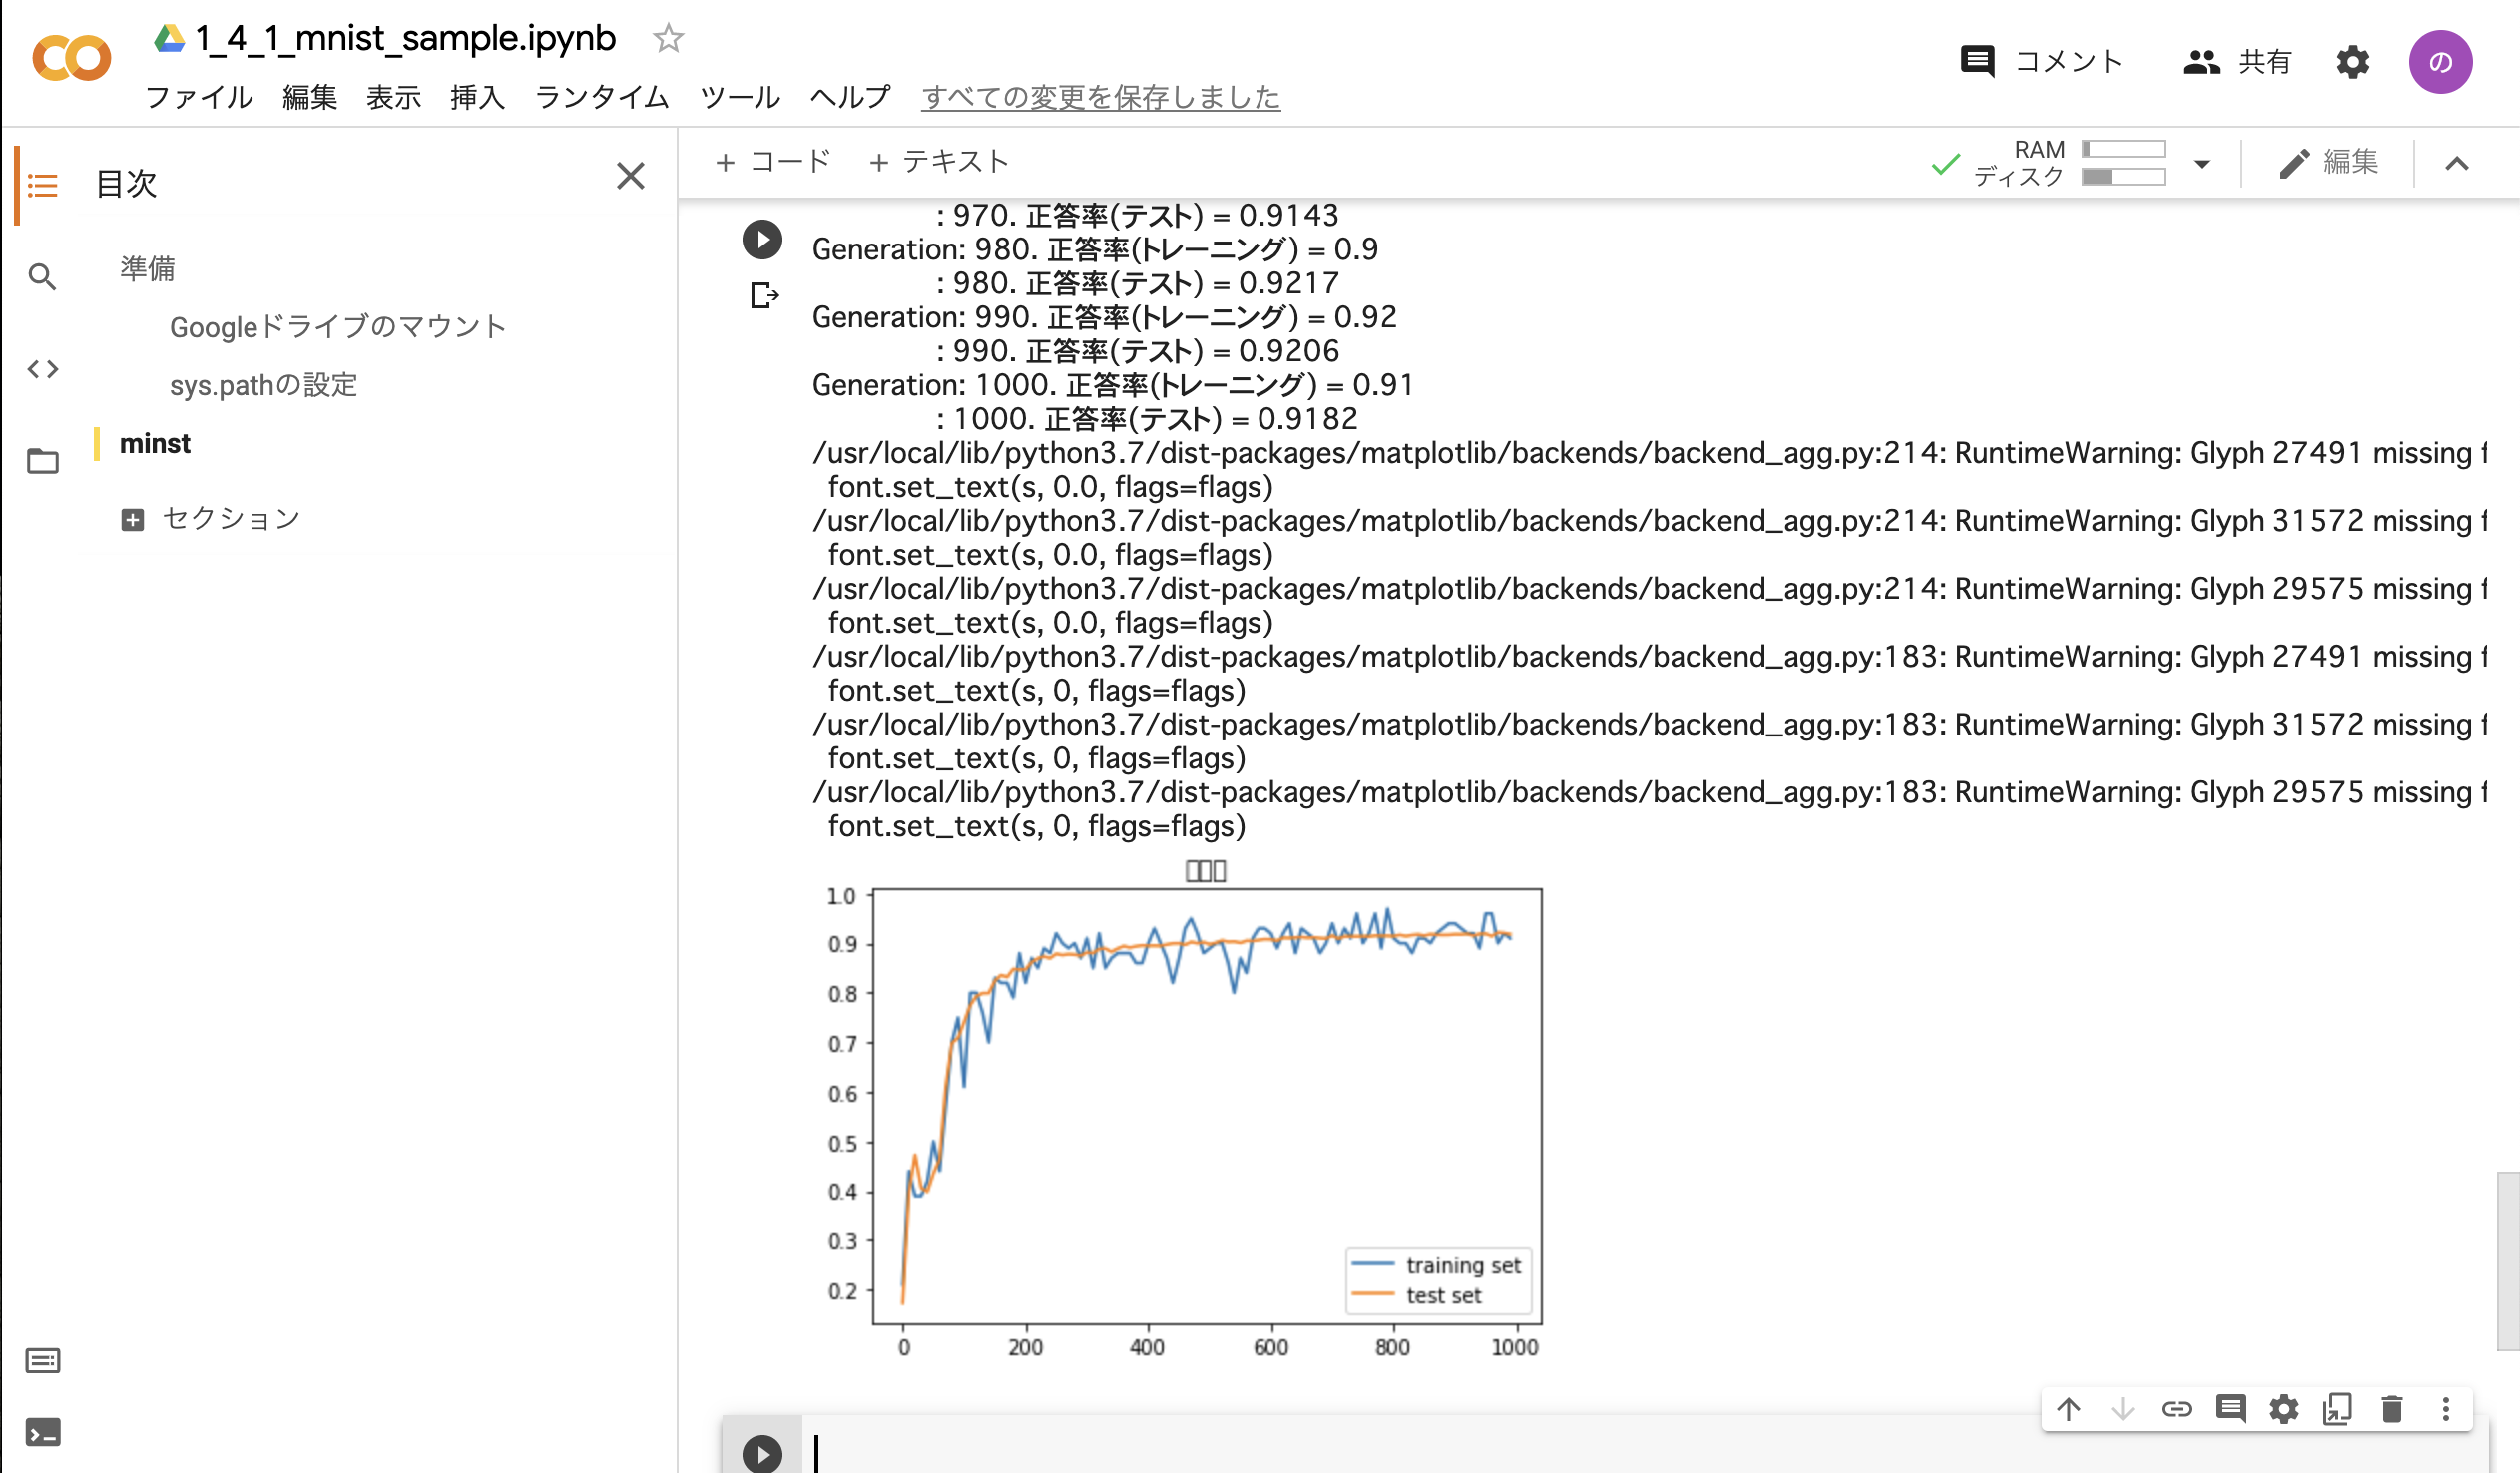 1_4_1_mnist_sample.ipynb
ファイル 編集 表示 挿入 ランタイム ツール ヘルプ すべての変更を保存しました
コメント 共有 の
目次
準備
Googleドライブのマウント
sys.pathの設定
minst
セクション
+ コード + テキスト
RAM
ディスク
編集
: 970. 正答率(テスト) = 0.9143
Generation: 980. 正答率(トレーニング) = 0.9
: 980. 正答率(テスト) = 0.9217
Generation: 990. 正答率(トレーニング) = 0.92
: 990. 正答率(テスト) = 0.9206
Generation: 1000. 正答率(トレーニング) = 0.91
: 1000. 正答率(テスト) = 0.9182
/usr/local/lib/python3.7/dist-packages/matplotlib/backends/backend_agg.py:214: RuntimeWarning: Glyph 27491 missing f
font.set_text(s, 0.0, flags=flags)
/usr/local/lib/python3.7/dist-packages/matplotlib/backends/backend_agg.py:214: RuntimeWarning: Glyph 31572 missing f
font.set_text(s, 0.0, flags=flags)
/usr/local/lib/python3.7/dist-packages/matplotlib/backends/backend_agg.py:214: RuntimeWarning: Glyph 29575 missing f
font.set_text(s, 0.0, flags=flags)
/usr/local/lib/python3.7/dist-packages/matplotlib/backends/backend_agg.py:183: RuntimeWarning: Glyph 27491 missing f
font.set_text(s, 0, flags=flags)
/usr/local/lib/python3.7/dist-packages/matplotlib/backends/backend_agg.py:183: RuntimeWarning: Glyph 31572 missing f
font.set_text(s, 0, flags=flags)
/usr/local/lib/python3.7/dist-packages/matplotlib/backends/backend_agg.py:183: RuntimeWarning: Glyph 29575 missing f
font.set_text(s, 0, flags=flags)
1.0
0.9
0.8
0.7
0.6
0.5
0.4
0.3
0.2
training set
test set
0 200 400 600 800 1000